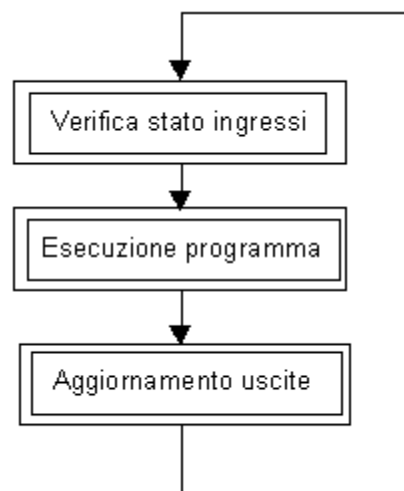 Verifica stato ingressi
Esecuzione programma
Aggiornamento uscite